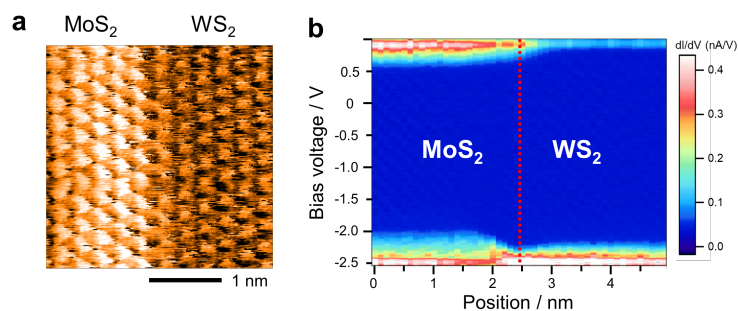 a
MoS2 WS2
1 nm
b
Bias voltage / V
0.5
0
-0.5
-1.0
-1.5
-2.0
-2.5
MoS2 WS2
0 1 2 3 4
Position / nm
dI/dV (nA/V)
0.4
0.3
0.2
0.1
0.0